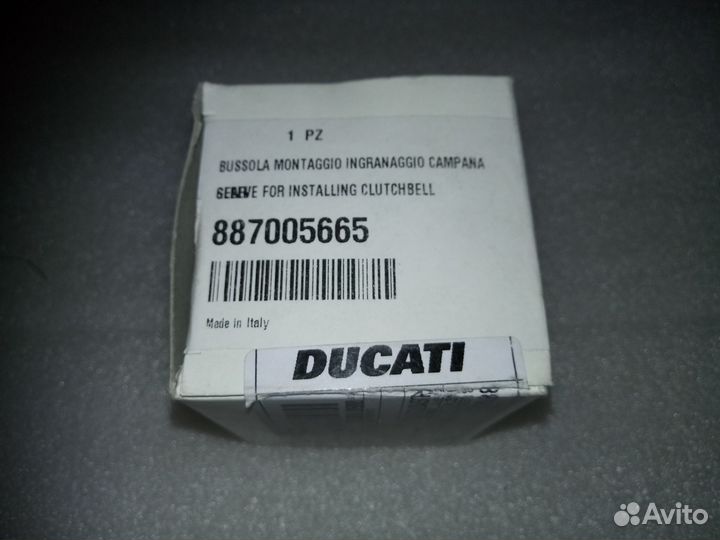 1 PZ
BUSSOLA MONTAGGIO INGRANAGGIO CAMPANA
FOR INSTALLING CLUTCHBELL
887005665
Made in Italy
DUCATI
Avito